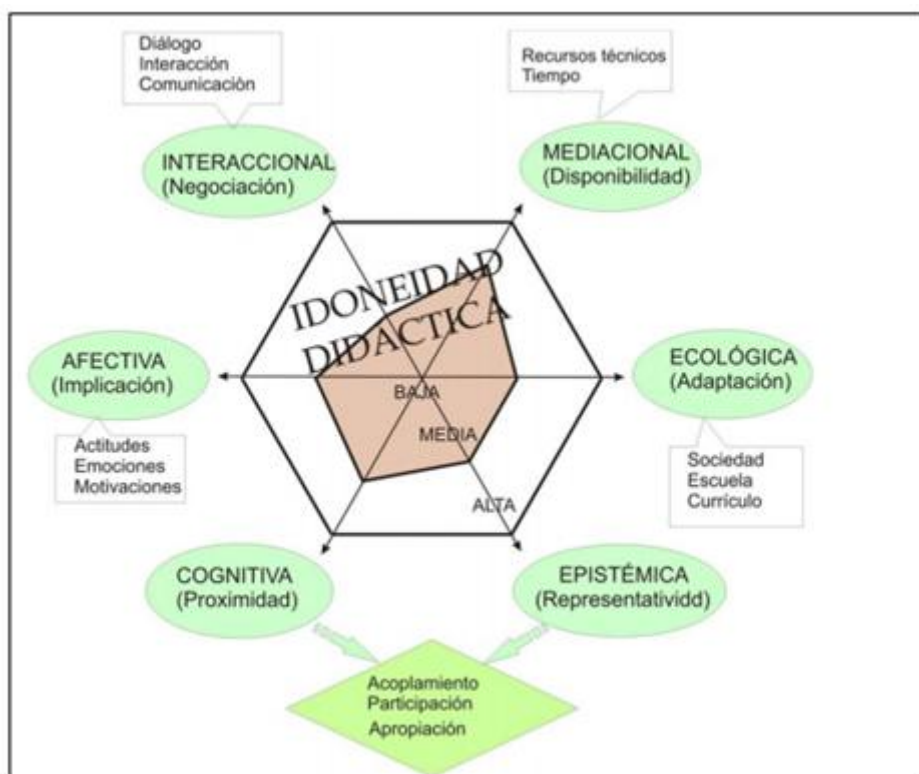 Diálogo
Interacción
Comunicaciòn
Recursos técnicos
Tiempo
INTERACCIONAL
(Negociación)
MEDIACIONAL
(Disponibilidad)
IDONEIDAD
DIDACTICA
AFECTIVA
(Implicación)
ECOLÓGICA
(Adaptación)
BAJA
MEDIA
ALTA
Actitudes
Emociones
Motivaciones
Sociedad
Escuela
Currículo
COGNITIVA
(Proximidad)
EPISTÉMICA
(Representatividd)
Acoplamiento
Participación
Apropiación